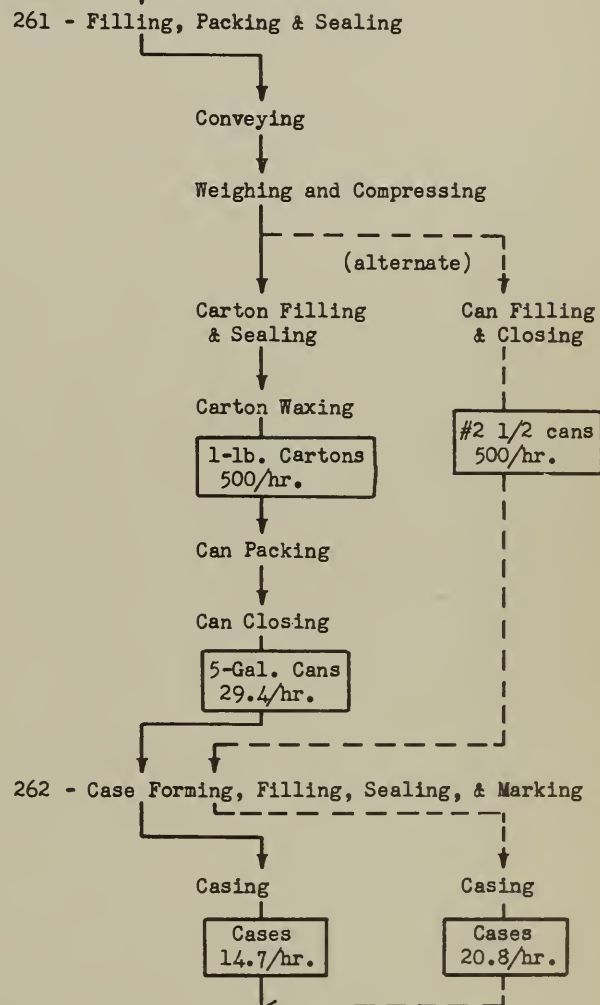 261 - Filling, Packing & Sealing
Conveying
Weighing and Compressing
(alternate)
Carton Filling
& Sealing
Can Filling
& Closing
Carton Waxing
1-lb. Cartons
500/hr.
#2 1/2 cans
500/hr.
Can Packing
Can Closing
5-Gal. Cans
29.4/hr.
262 - Case Forming, Filling, Sealing, & Marking
Casing
Casing
Cases
14.7/hr.
Cases
20.8/hr.